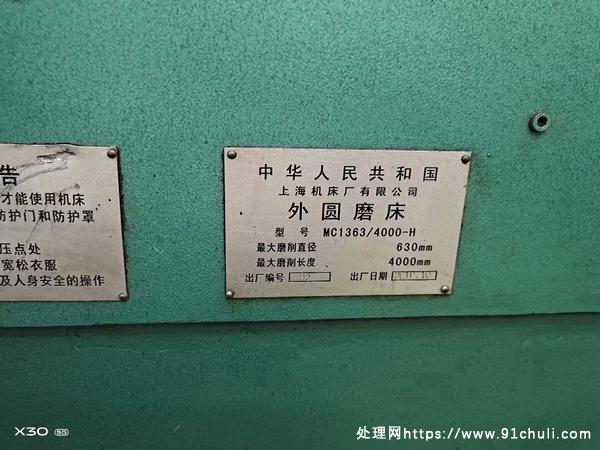 告
才能使用机床
防护门和防护罩
压点处
宽松衣服
及人身安全的操作
中华人民共和国
上海机床厂有限公司
外圆磨床
型号 MC1363/4000-H
最大磨削直径 630mm
最大磨削长度 4000mm
出厂编号 出厂日期
X30 5G
处理网https://www.91chuli.com/